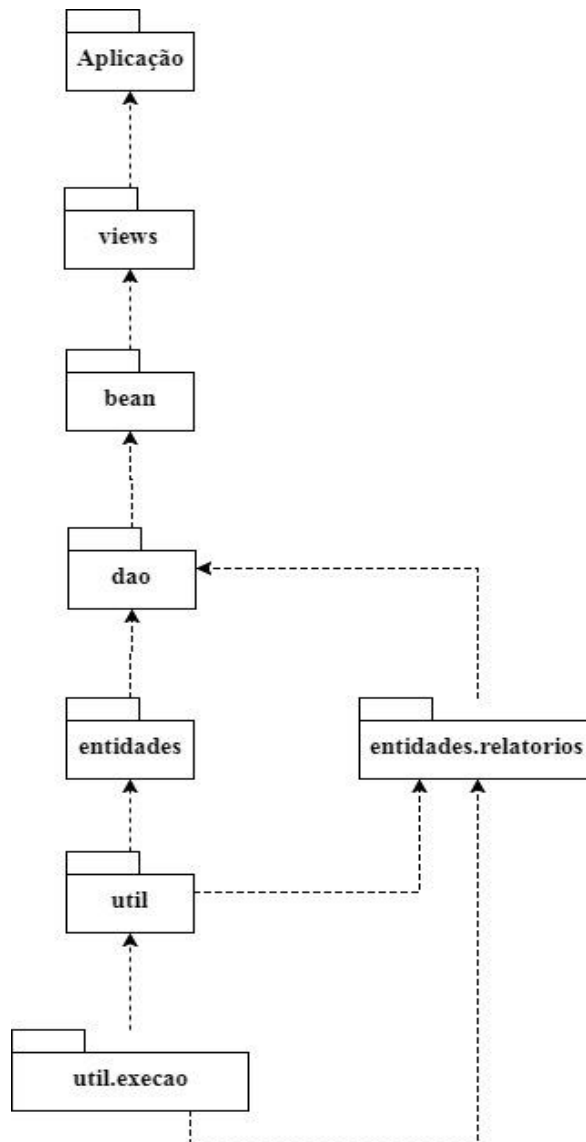 Aplicação
views
bean
dao
entidades
entidades.relatorios
util
util.execao